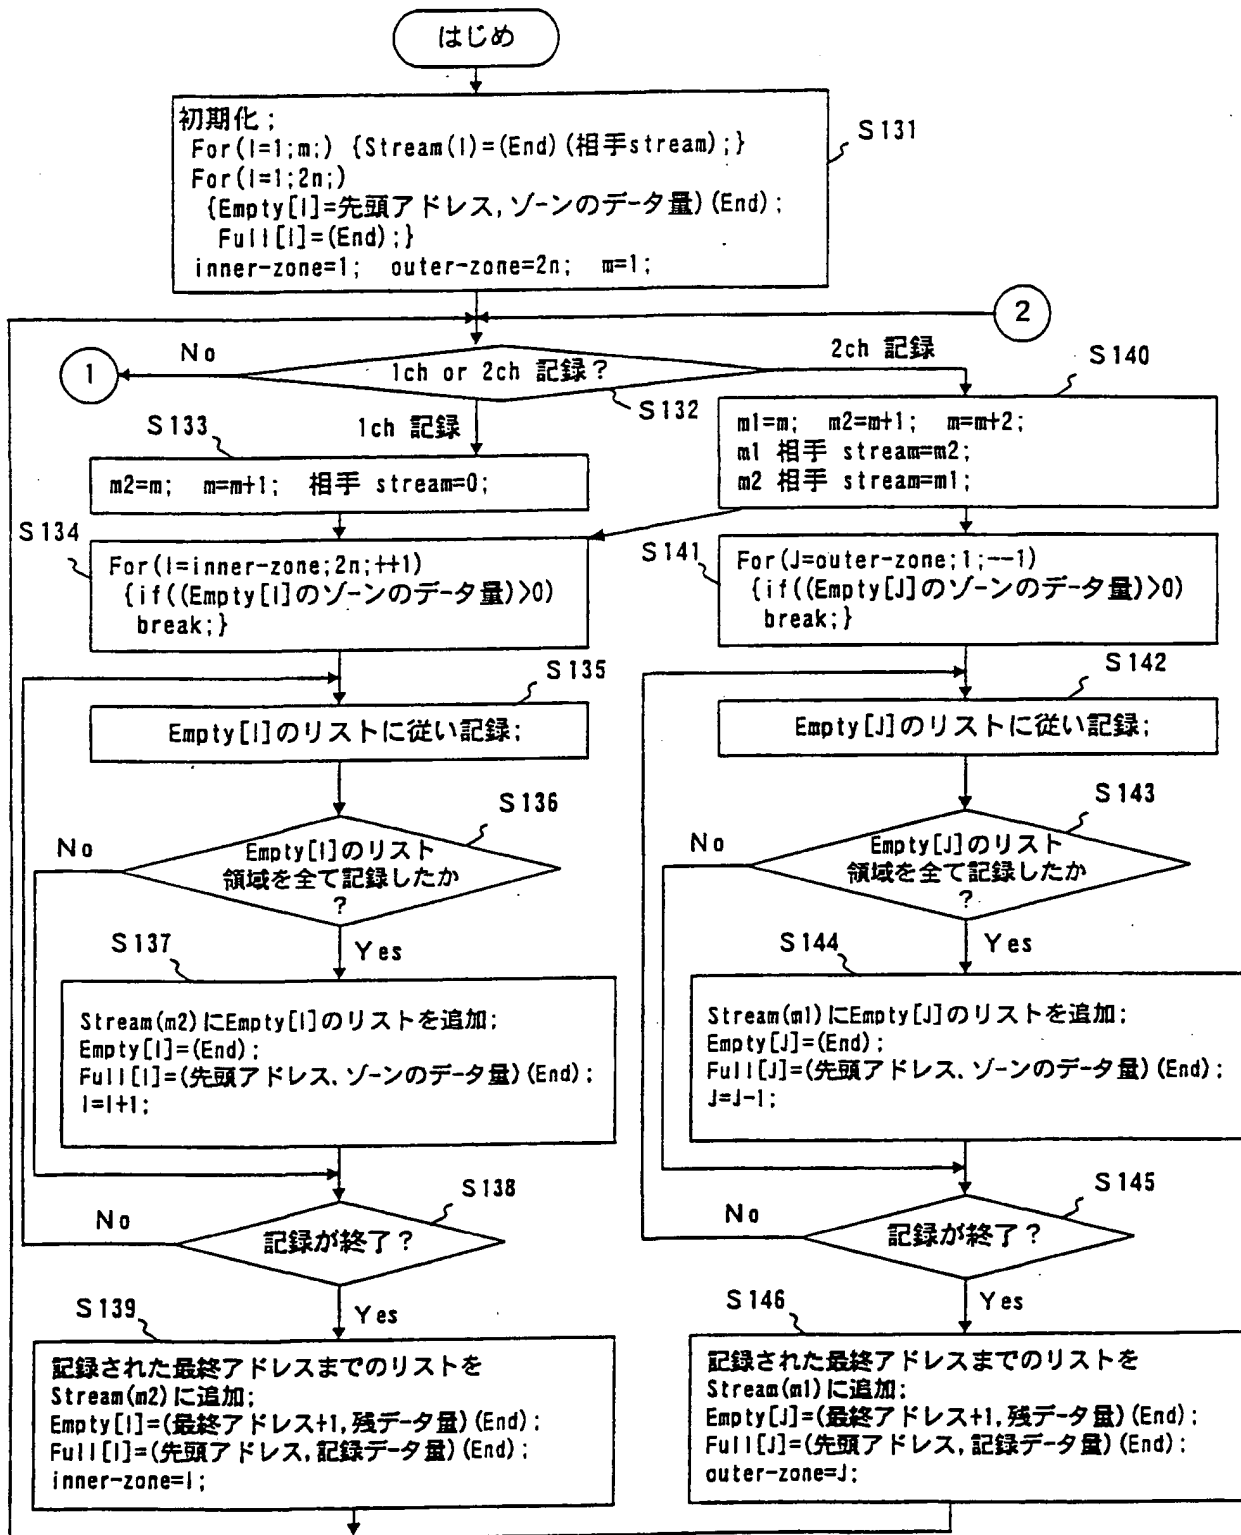 はじめ
初期化;
For(I=1;m;) {Stream(I)=(End)(相手stream);}
For(I=1;2n;)
{Empty[I]=先頭アドレス,ゾーンのデータ量)(End);
Full[I]=(End);}
inner-zone=1; outer-zone=2n; m=1;
S131
2
No
1
1ch or 2ch 記録?
2ch 記録
S132
S140
1ch 記録
S133
m2=m; m=m+1; 相手 stream=0;
m1=m; m2=m+1; m=m+2;
m1 相手 stream=m2;
m2 相手 stream=m1;
S134
For(I=inner-zone;2n;++1)
{if((Empty[I]のゾーンのデータ量)>0)
break;}
S141
For(J=outer-zone;1;--1)
{if((Empty[J]のゾーンのデータ量)>0)
break;}
S135
Empty[I]のリストに従い記録;
S142
Empty[J]のリストに従い記録;
S136
No
Empty[I]のリスト
領域を全て記録したか
?
Yes
S143
No
Empty[J]のリスト
領域を全て記録したか
?
Yes
S137
Stream(m2)にEmpty[I]のリストを追加;
Empty[I]=(End);
Full[I]=(先頭アドレス、ゾーンのデータ量)(End);
I=I+1;
S144
Stream(m1)にEmpty[J]のリストを追加;
Empty[J]=(End);
Full[J]=(先頭アドレス、ゾーンのデータ量)(End);
J=J-1;
S138
No
記録が終了?
Yes
S145
No
記録が終了?
Yes
S139
記録された最終アドレスまでのリストを
Stream(m2)に追加;
Empty[I]=(最終アドレス+1,残データ量)(End);
Full[I]=(先頭アドレス,記録データ量)(End);
inner-zone=I;
S146
記録された最終アドレスまでのリストを
Stream(m1)に追加;
Empty[J]=(最終アドレス+1,残データ量)(End);
Full[J]=(先頭アドレス,記録データ量)(End);
outer-zone=J;